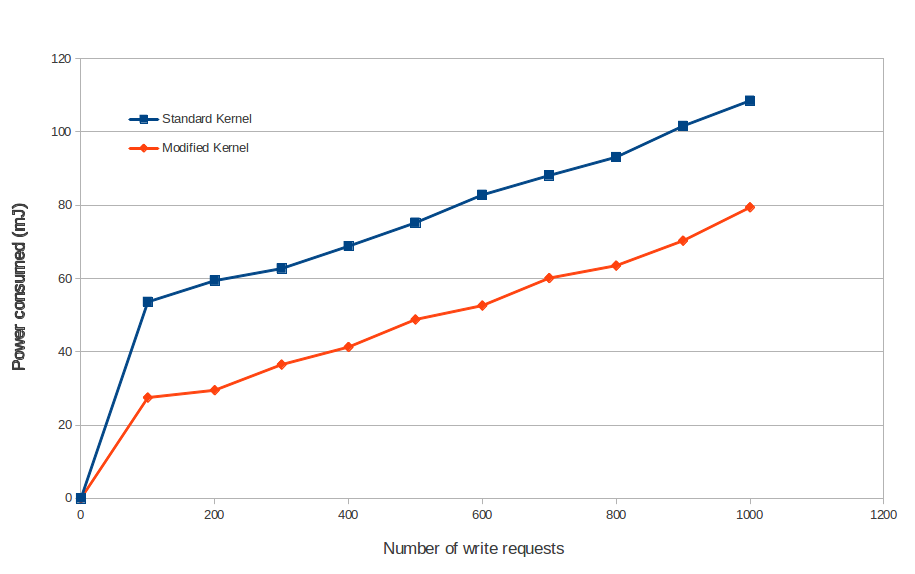 120
100
80
60
40
20
0
Standard Kernel
Modified Kernel
Power consumed (mJ)
0 200 400 600 800 1000 1200
Number of write requests